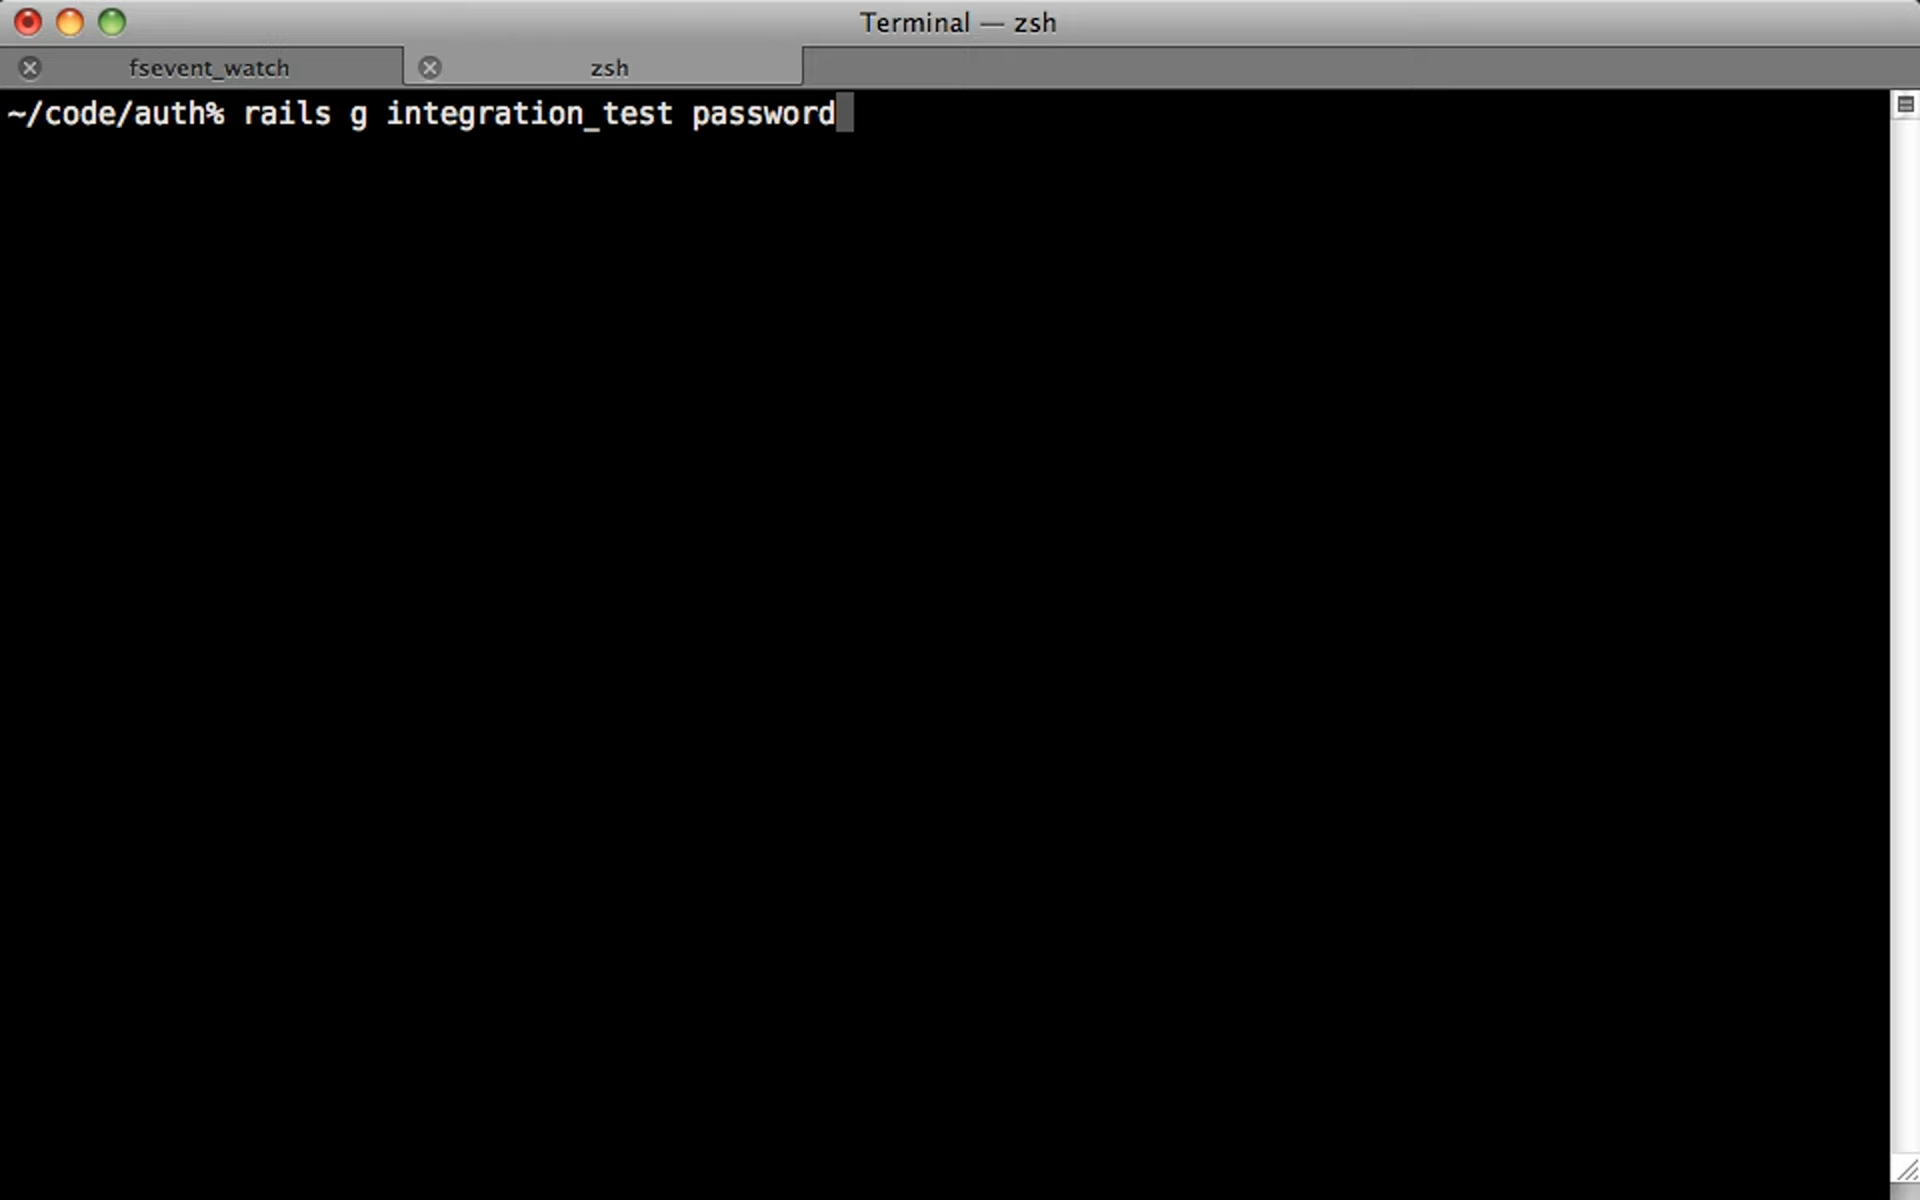 Terminal — zsh
fsevent_watch zsh
~/code/auth% rails g integration_test password